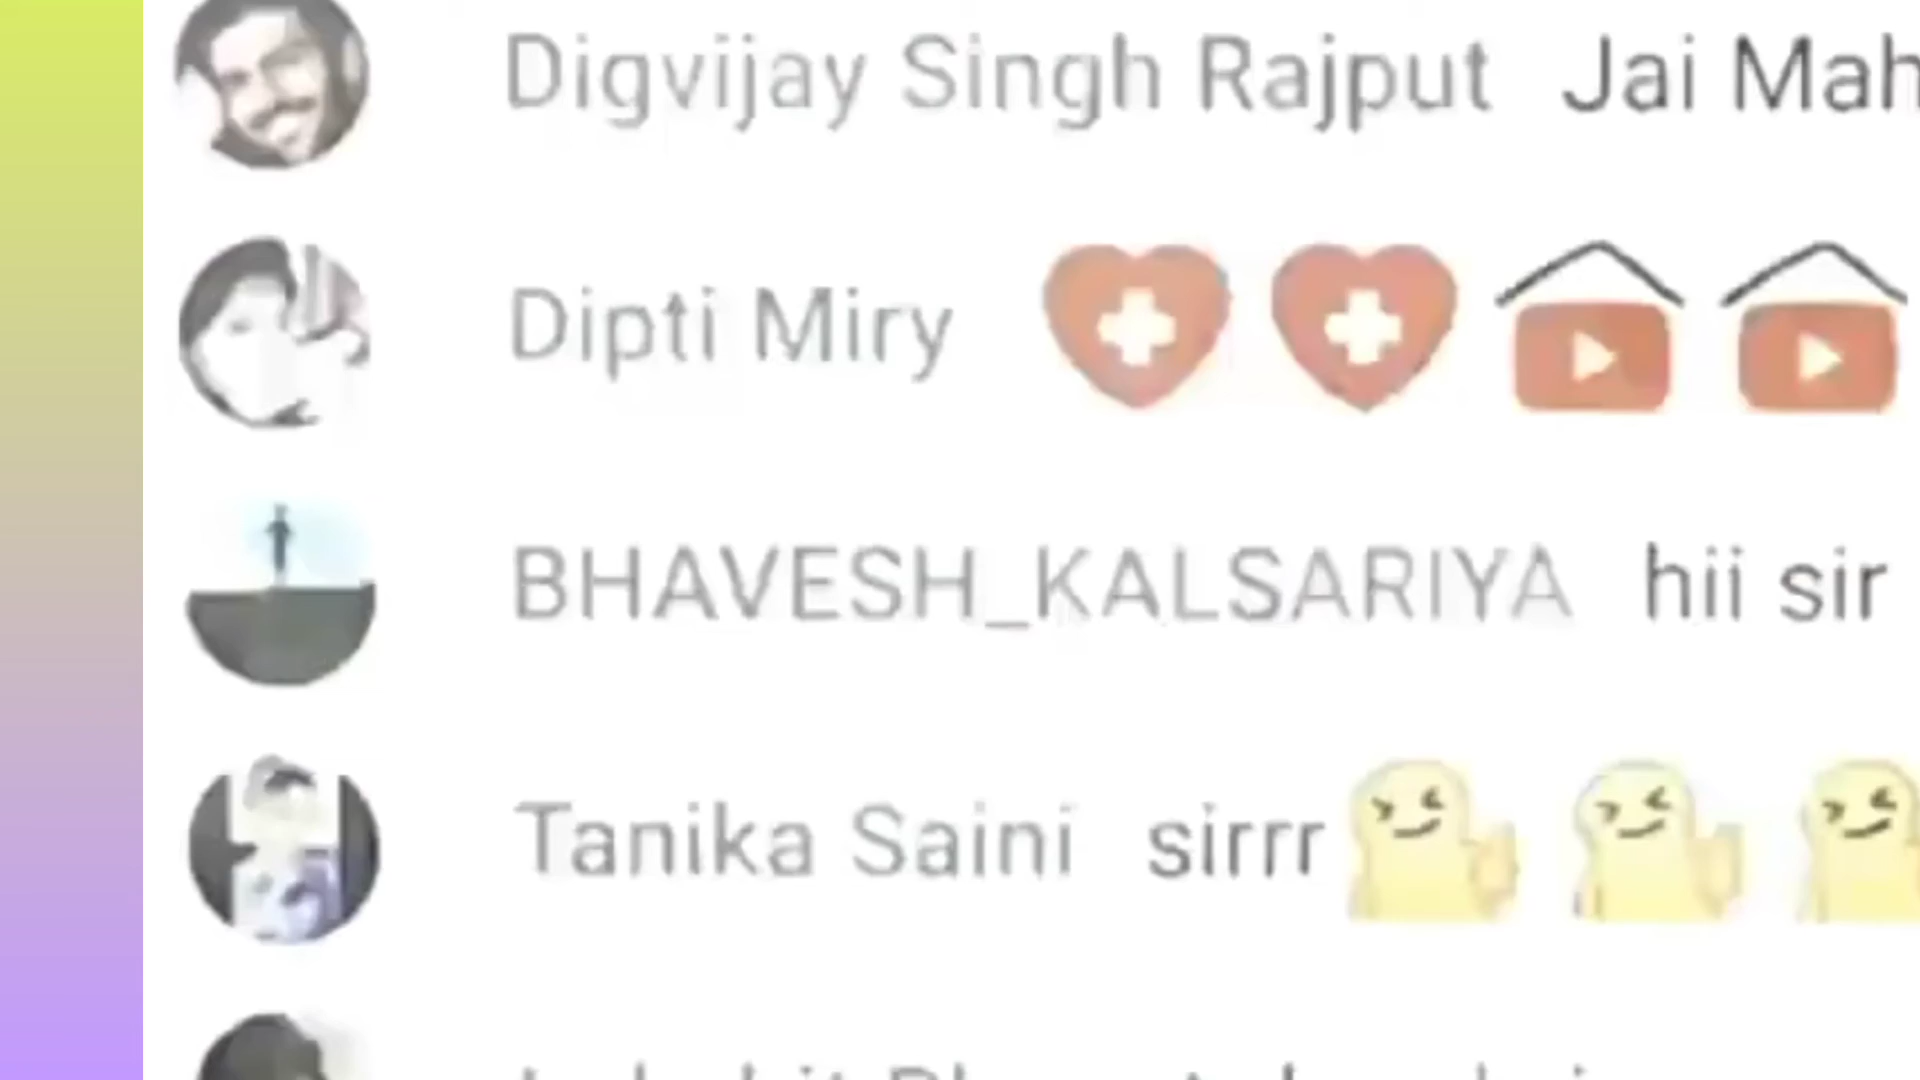 Digvijay Singh Rajput Jai Mah
Dipti Miry
BHAVESH_KALSARIYA hii sir
Tanika Saini sirrr